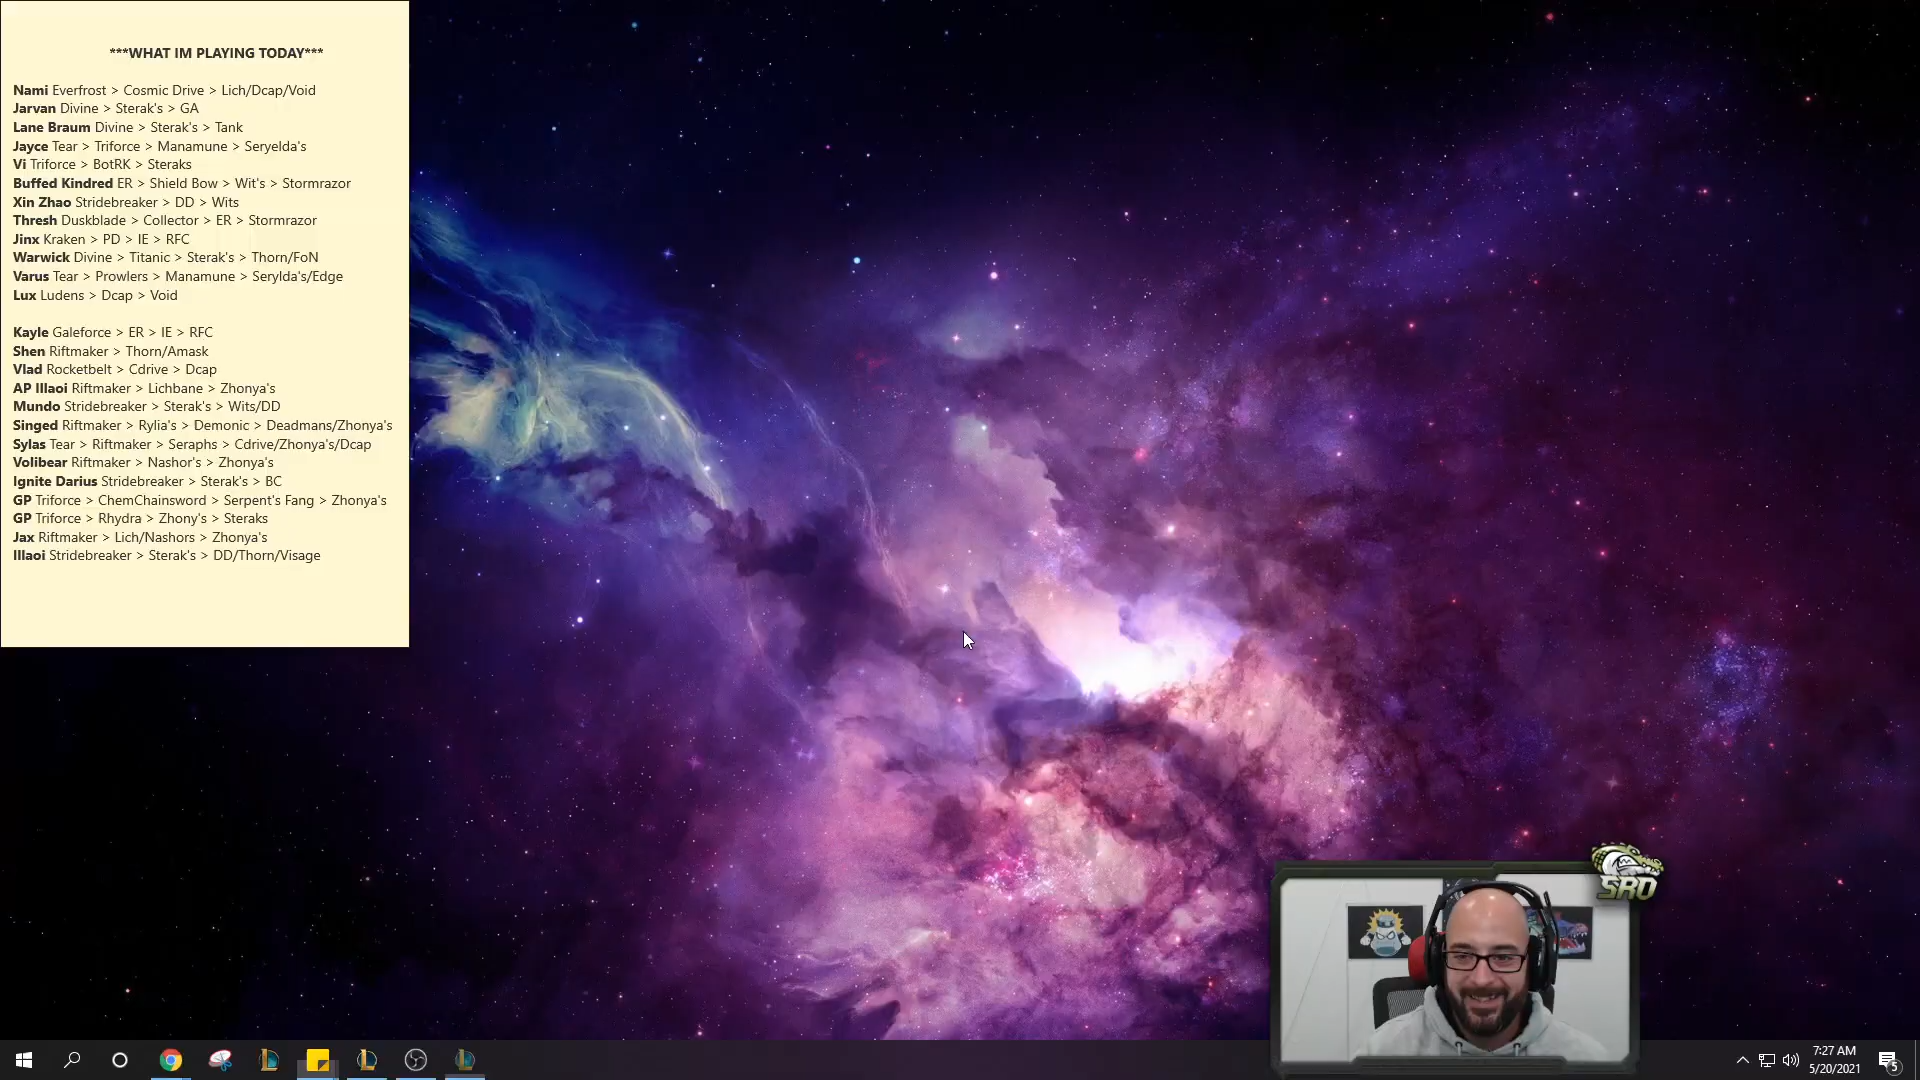 ***WHAT IM PLAYING TODAY***
Nami Everfrost > Cosmic Drive > Lich/Dcap/Void
Jarvan Divine > Sterak's > GA
Lane Braum Divine > Sterak's > Tank
Jayce Tear > Triforce > Manamune > Seryelda's
Vi Triforce > BotRK > Steraks
Buffed Kindred ER > Shield Bow > Wit's > Stormrazor
Xin Zhao Stridebreaker > DD > Wits
Thresh Duskblade > Collector > ER > Stormrazor
Jinx Kraken > PD > IE > RFC
Warwick Divine > Titanic > Sterak's > Thorn/FoN
Varus Tear > Prowlers > Manamune > Serylda's/Edge
Lux Ludens > Dcap > Void
Kayle Galeforce > ER > IE > RFC
Shen Riftmaker > Thorn/Amask
Vlad Rocketbelt > Cdrive > Dcap
AP Illaoi Riftmaker > Lichbane > Zhonya's
Mundo Stridebreaker > Sterak's > Wits/DD
Singed Riftmaker > Rylia's > Demonic > Deadmans/Zhonya's
Sylas Tear > Riftmaker > Seraphs > Cdrive/Zhonya's/Dcap
Volibear Riftmaker > Nashor's > Zhonya's
Ignite Darius Stridebreaker > Sterak's > BC
GP Triforce > ChemChainsword > Serpent's Fang > Zhonya's
GP Triforce > Rhydra > Zhony's > Steraks
Jax Riftmaker > Lich/Nashors > Zhonya's
Illaoi Stridebreaker > Sterak's > DD/Thorn/Visage
SRO
7:27 AM
5/20/2021
5